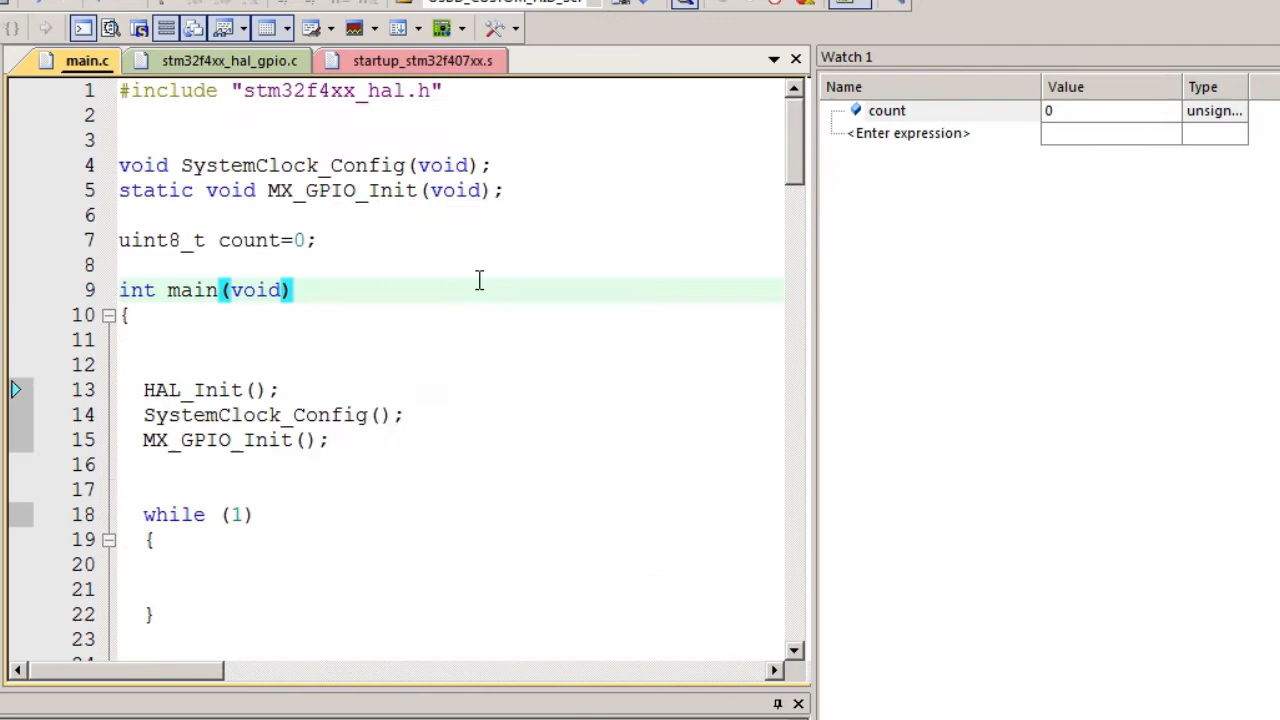 main.c
stm32f4xx_hal_gpio.c
startup_stm32f407xx.s
1 #include "stm32f4xx_hal.h"
2
3
4 void SystemClock_Config(void);
5 static void MX_GPIO_Init(void);
6
7 uint8_t count=0;
8
9 int main(void)
10 {
11
12
13 HAL_Init();
14 SystemClock_Config();
15 MX_GPIO_Init();
16
17
18 while (1)
19 {
20
21
22 }
23
Watch 1
Name Value Type
count 0 unsign...
<Enter expression>